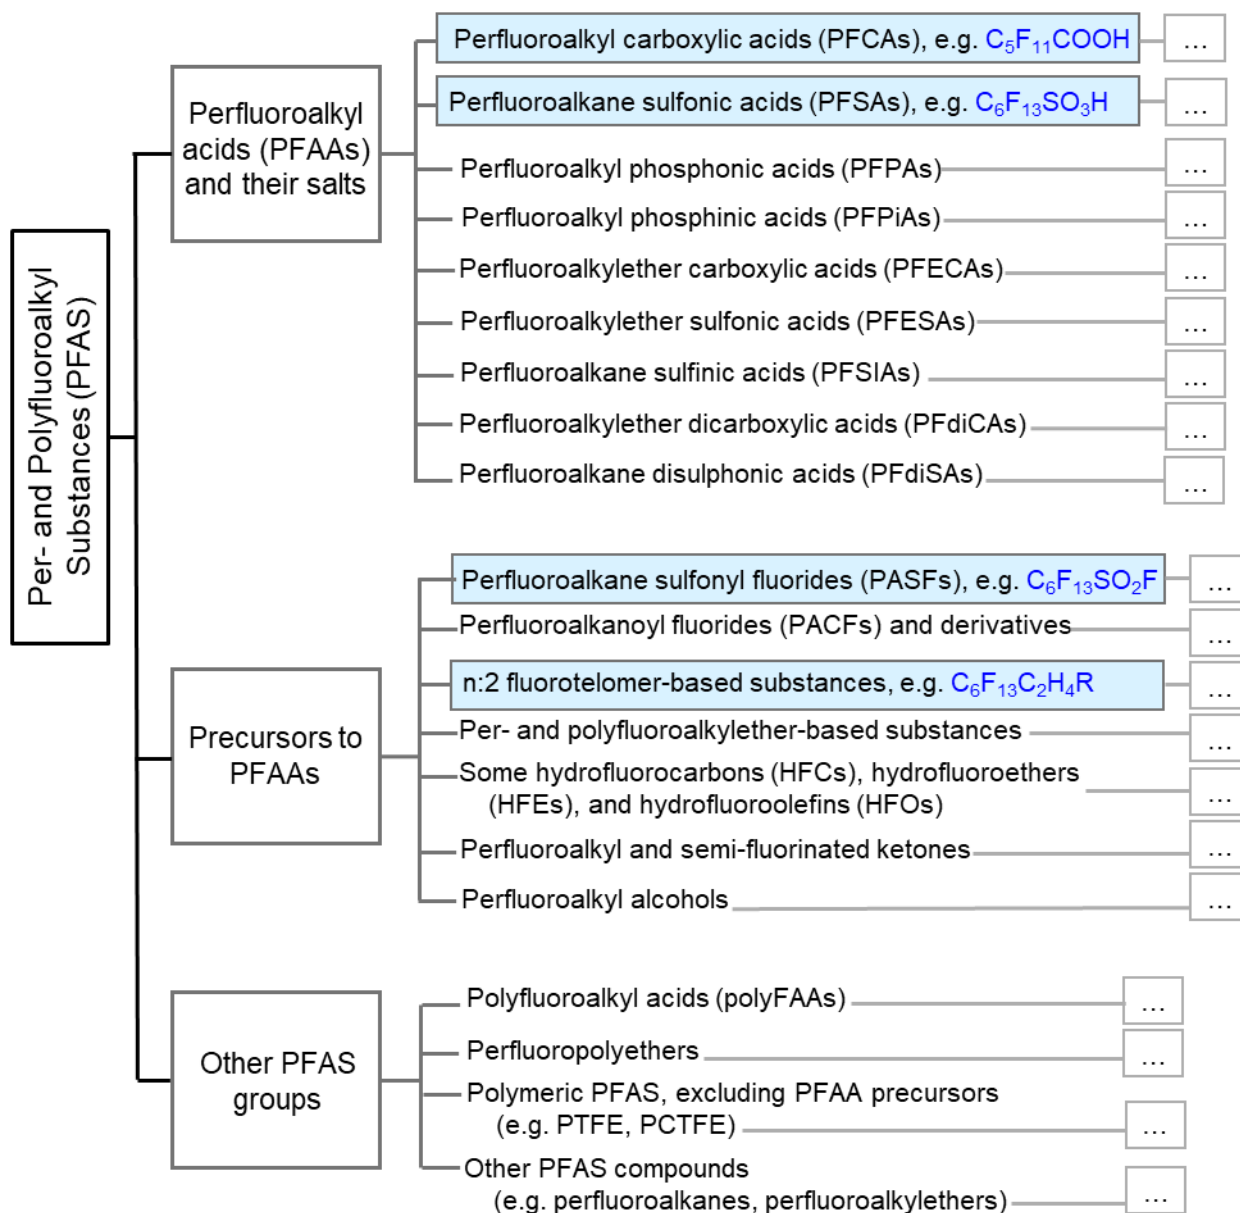 Per- and Polyfluoroalkyl
Substances (PFAS)
Perfluoroalkyl
acids (PFAAs)
and their salts
Perfluoroalkyl carboxylic acids (PFCAs), e.g. C₅F₁₁COOH
...
Perfluoroalkane sulfonic acids (PFSAs), e.g. C₆F₁₃SO₃H
...
Perfluoroalkyl phosphonic acids (PFPAs)
...
Perfluoroalkyl phosphinic acids (PFPiAs)
...
Perfluoroalkylether carboxylic acids (PFECAs)
...
Perfluoroalkylether sulfonic acids (PFESAs)
...
Perfluoroalkane sulfinic acids (PFSIAs)
...
Perfluoroalkylether dicarboxylic acids (PFdiCAs)
...
Perfluoroalkane disulphonic acids (PFdiSAs)
...
Precursors to
PFAAs
Perfluoroalkane sulfonyl fluorides (PASFs), e.g. C₆F₁₃SO₂F
...
Perfluoroalkanoyl fluorides (PACFs) and derivatives
...
n:2 fluorotelomer-based substances, e.g. C₆F₁₃C₂H₄R
...
Per- and polyfluoroalkylether-based substances
...
Some hydrofluorocarbons (HFCs), hydrofluoroethers
(HFEs), and hydrofluoroolefins (HFOs)
...
Perfluoroalkyl and semi-fluorinated ketones
...
Perfluoroalkyl alcohols
...
Other PFAS
groups
Polyfluoroalkyl acids (polyFAAs)
...
Perfluoropolyethers
...
Polymeric PFAS, excluding PFAA precursors
(e.g. PTFE, PCTFE)
...
Other PFAS compounds
(e.g. perfluoroalkanes, perfluoroalkylethers)
...